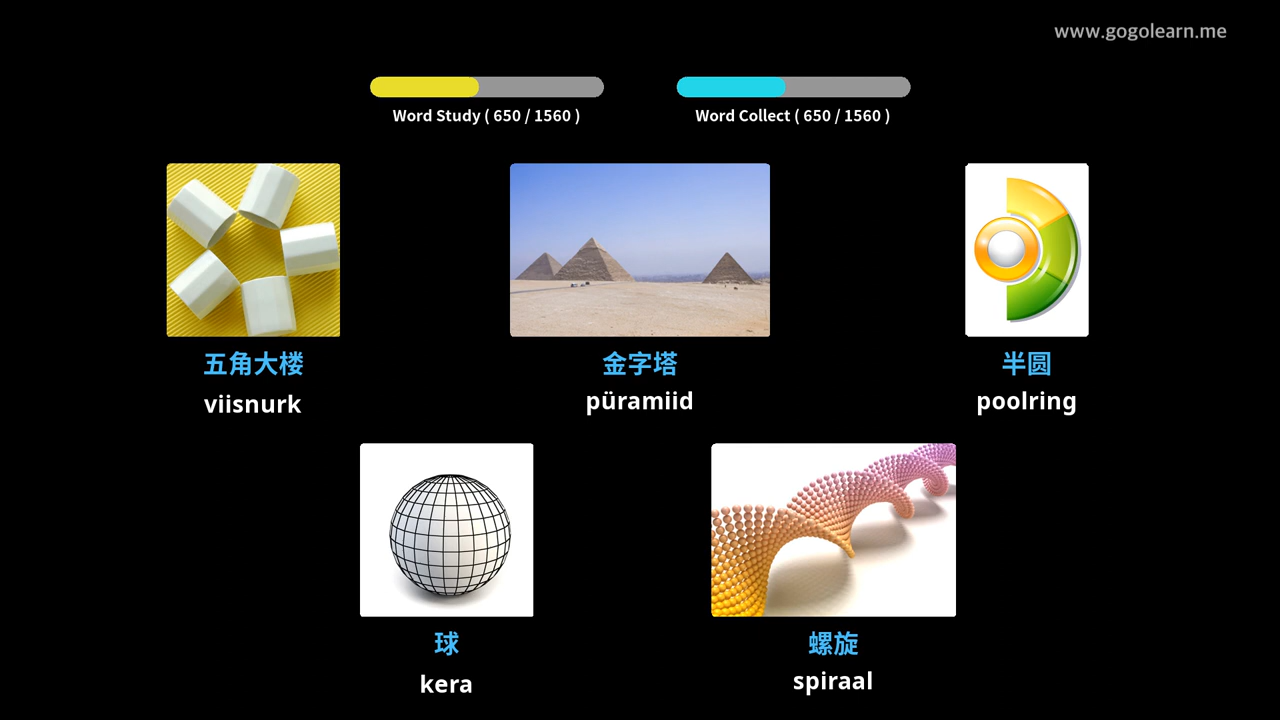 www.gogolearn.me
Word Study ( 650 / 1560 )
Word Collect ( 650 / 1560 )
五角大楼
viisnurk
金字塔
püramiid
半圆
poolring
球
kera
螺旋
spiraal